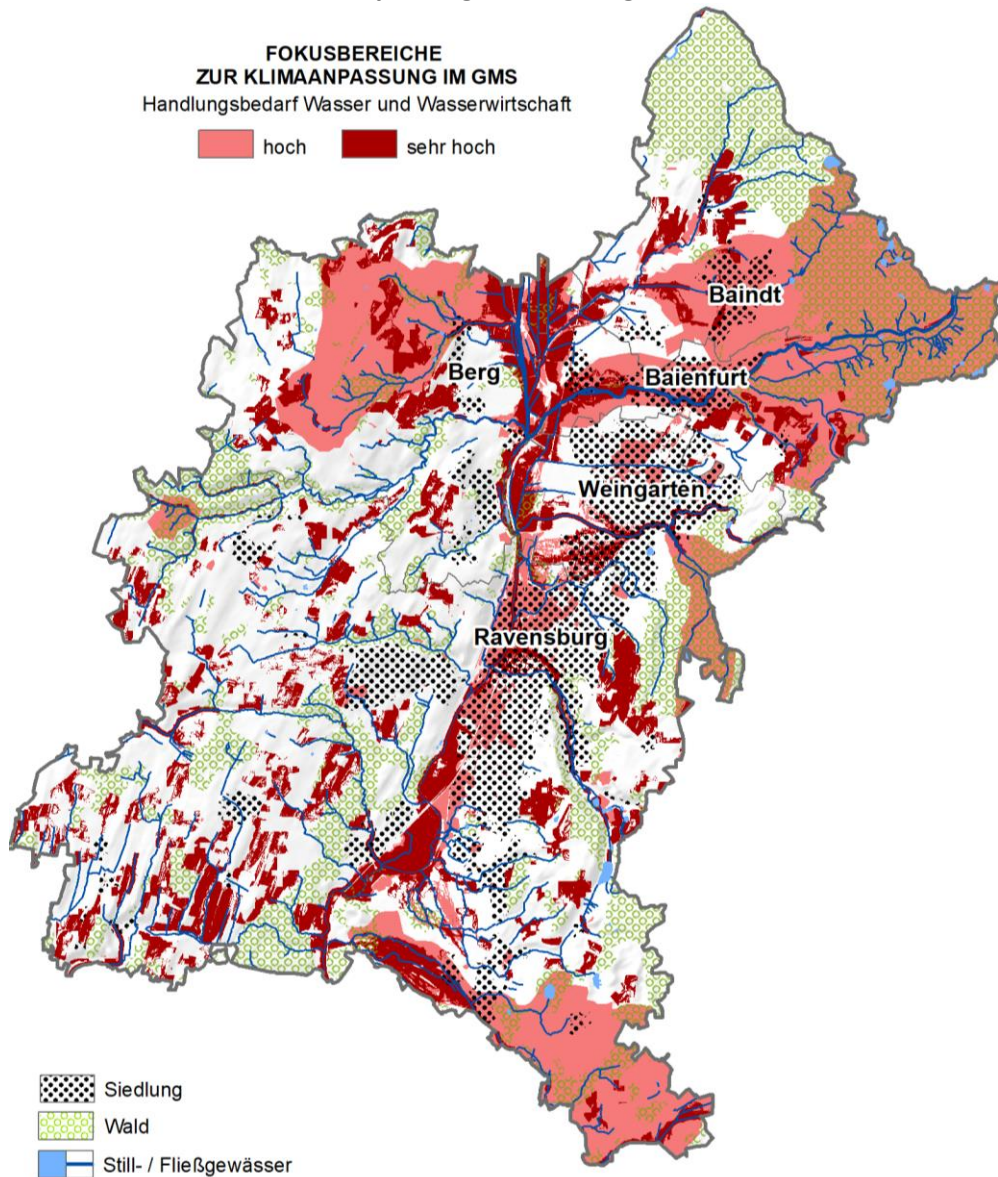 FOKUSBEREICHE
ZUR KLIMAANPASSUNG IM GMS
Handlungsbedarf Wasser und Wasserwirtschaft
hoch sehr hoch
Baindt
Berg
Baienfurt
Weingarten
Ravensburg
Siedlung
Wald
Still- / Fließgewässer